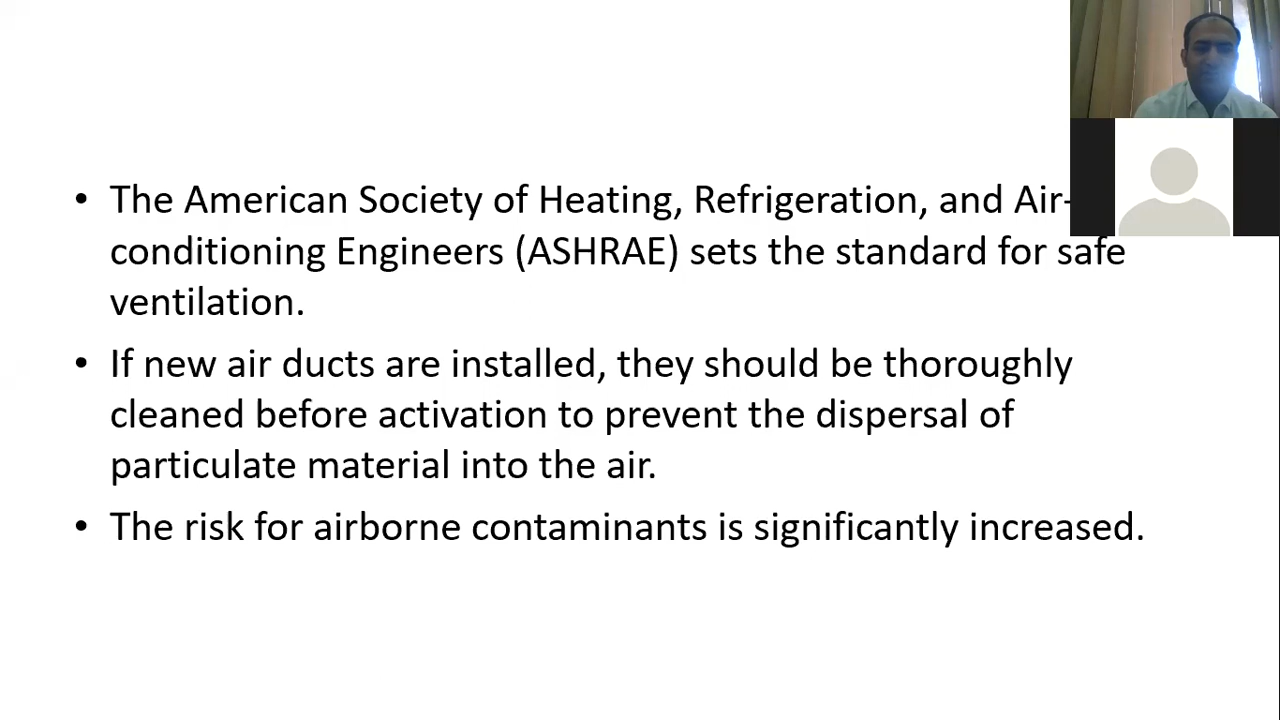 • The American Society of Heating, Refrigeration, and Air-
conditioning Engineers (ASHRAE) sets the standard for safe
ventilation.
• If new air ducts are installed, they should be thoroughly
cleaned before activation to prevent the dispersal of
particulate material into the air.
• The risk for airborne contaminants is significantly increased.